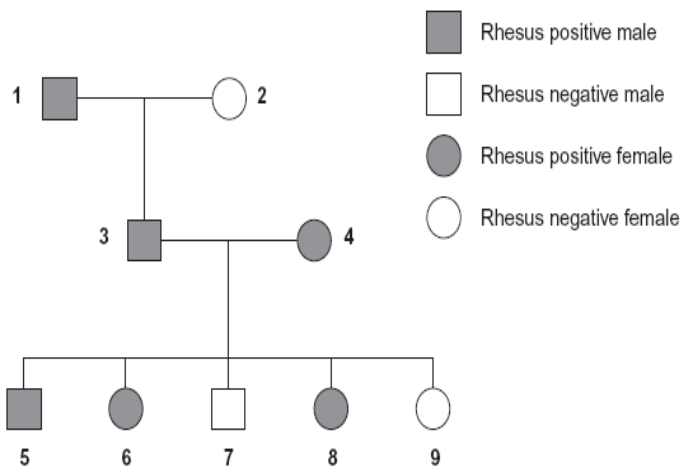 Rhesus positive male
1
2
Rhesus negative male
Rhesus positive female
3
4
Rhesus negative female
5
6
7
8
9